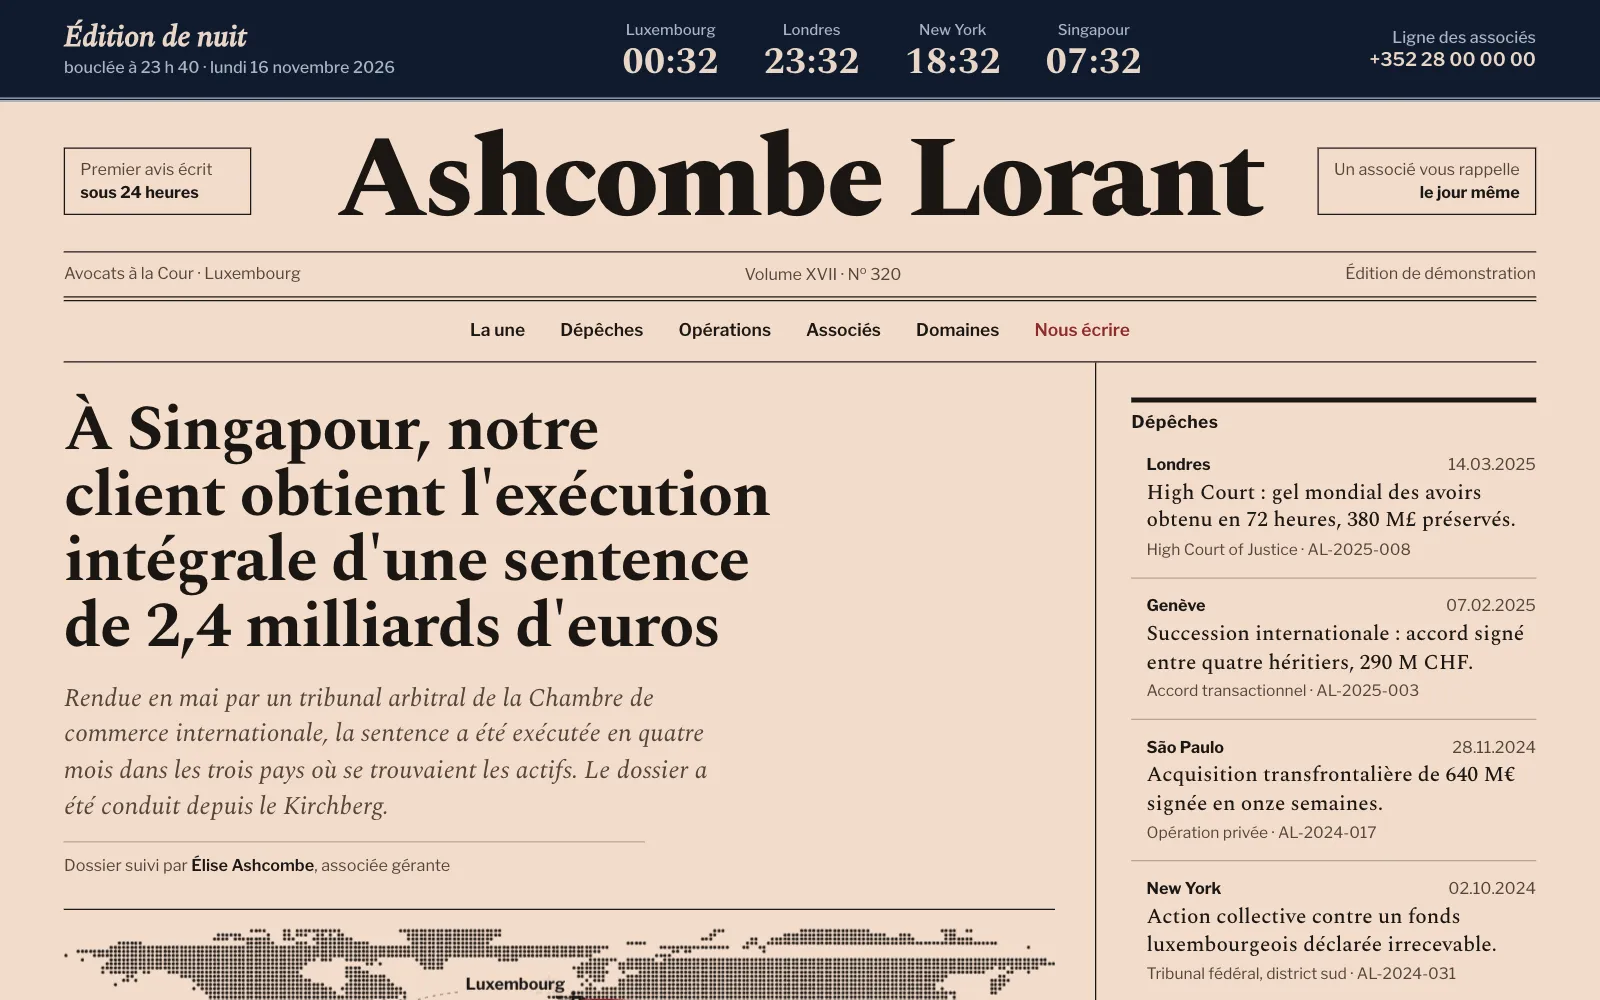 Édition de nuit
bouclée à 23 h 40 · lundi 16 novembre 2026
Luxembourg
00:32
Londres
23:32
New York
18:32
Singapour
07:32
Ligne des associés
+352 28 00 00 00
Premier avis écrit
sous 24 heures
Ashcombe Lorant
Un associé vous rappelle
le jour même
Avocats à la Cour · Luxembourg
Volume XVII · Nº 320
Édition de démonstration
La une
Dépêches
Opérations
Associés
Domaines
Nous écrire
À Singapour, notre
client obtient l'exécution
intégrale d'une sentence
de 2,4 milliards d'euros
Rendue en mai par un tribunal arbitral de la Chambre de
commerce internationale, la sentence a été exécutée en quatre
mois dans les trois pays où se trouvaient les actifs. Le dossier a
été conduit depuis le Kirchberg.
Dossier suivi par Élise Ashcombe, associée gérante
Luxembourg
Dépêches
Londres 14.03.2025
High Court : gel mondial des avoirs
obtenu en 72 heures, 380 M£ préservés.
High Court of Justice · AL-2025-008
Genève 07.02.2025
Succession internationale : accord signé
entre quatre héritiers, 290 M CHF.
Accord transactionnel · AL-2025-003
São Paulo 28.11.2024
Acquisition transfrontalière de 640 M€
signée en onze semaines.
Opération privée · AL-2024-017
New York 02.10.2024
Action collective contre un fonds
luxembourgeois déclarée irrecevable.
Tribunal fédéral, district sud · AL-2024-031